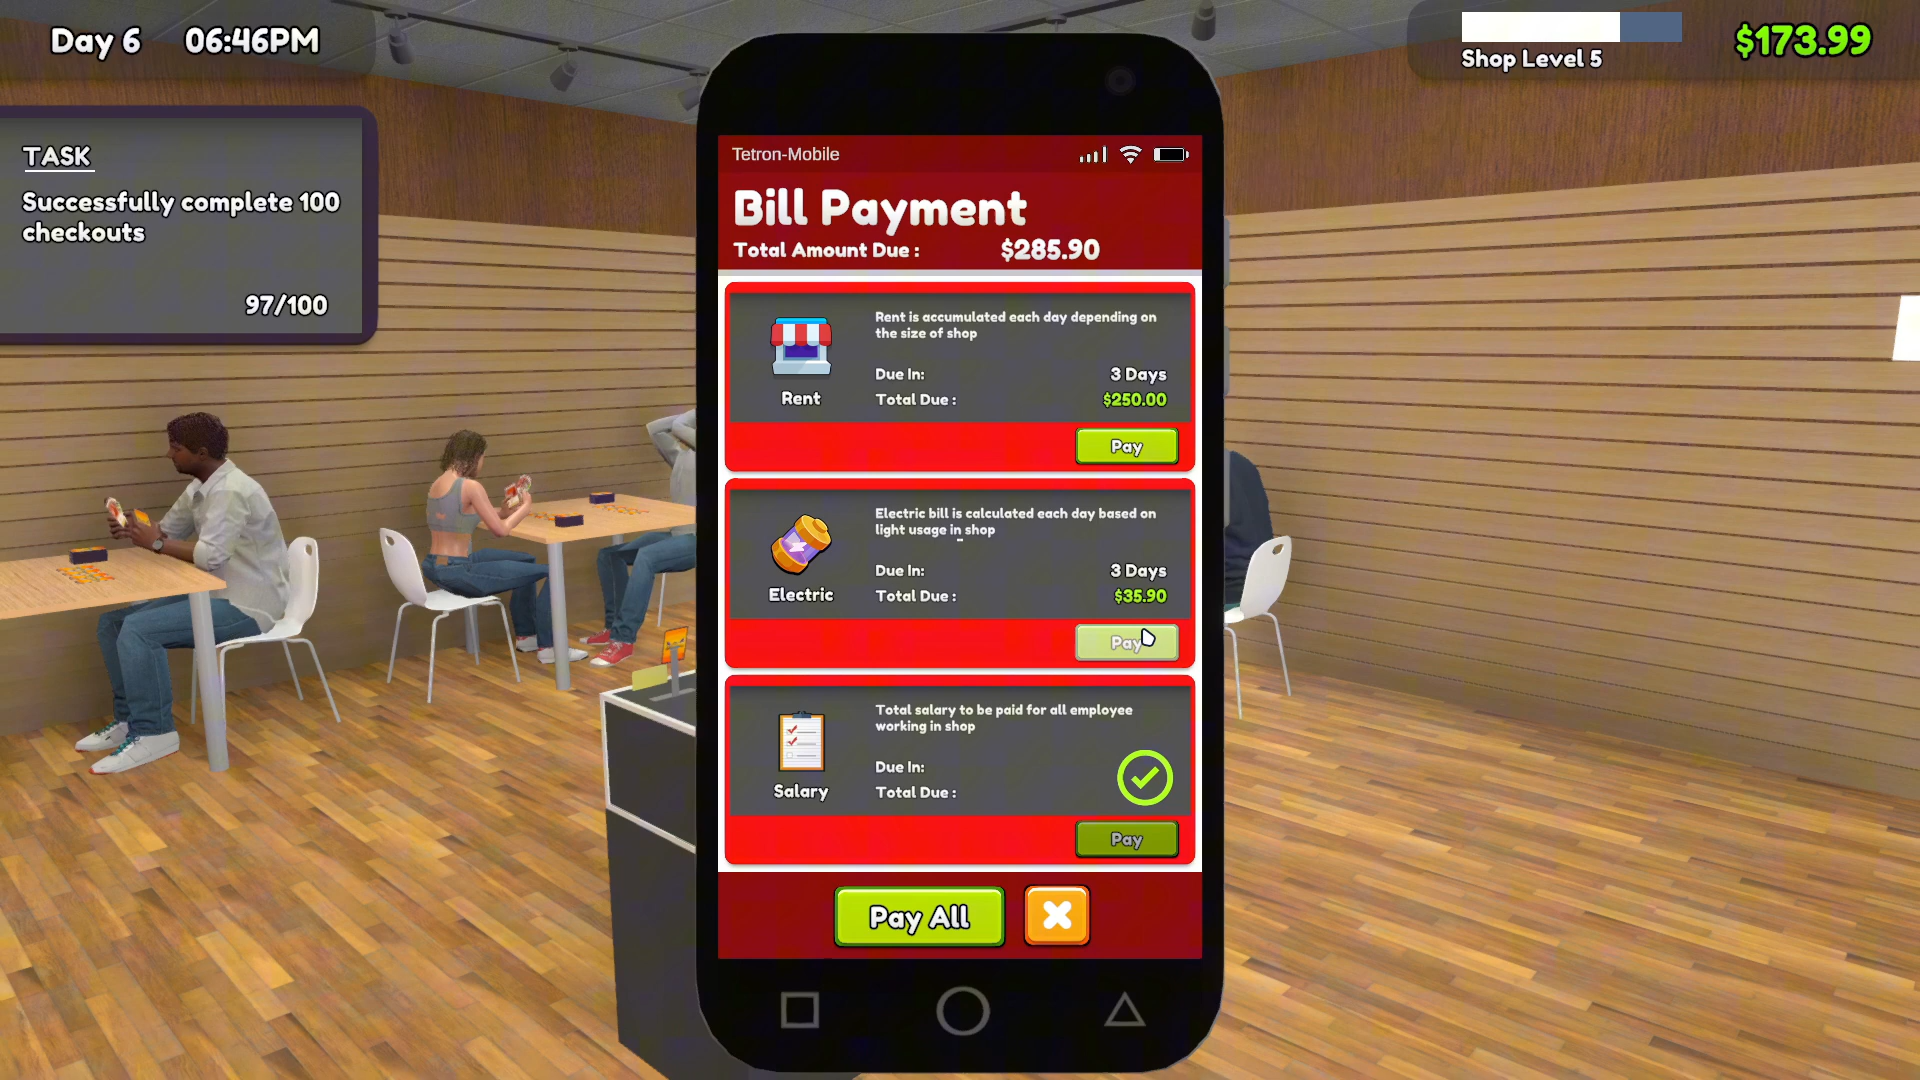 Day 6 06:46PM
Shop Level 5
$173.99
TASK
Successfully complete 100
checkouts
97/100
Tetron-Mobile
Bill Payment
Total Amount Due : $285.90
Rent is accumulated each day depending on
the size of shop
Due In: 3 Days
Rent
Total Due : $250.00
Pay
Electric bill is calculated each day based on
light usage in shop
Due In: 3 Days
Electric
Total Due : $35.90
Pay
Total salary to be paid for all employee
working in shop
Due In:
Salary
Total Due :
Pay
Pay All